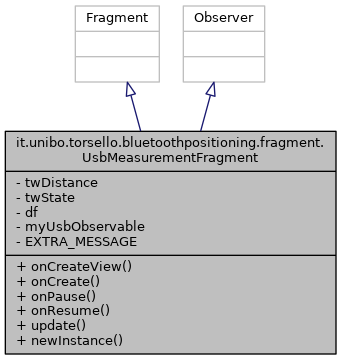 Fragment
Observer
it.unibo.torsello.bluetoothpositioning.fragment.
UsbMeasurementFragment
- twDistance
- twState
- df
- myUsbObservable
- EXTRA_MESSAGE
+ onCreateView()
+ onCreate()
+ onPause()
+ onResume()
+ update()
+ newInstance()